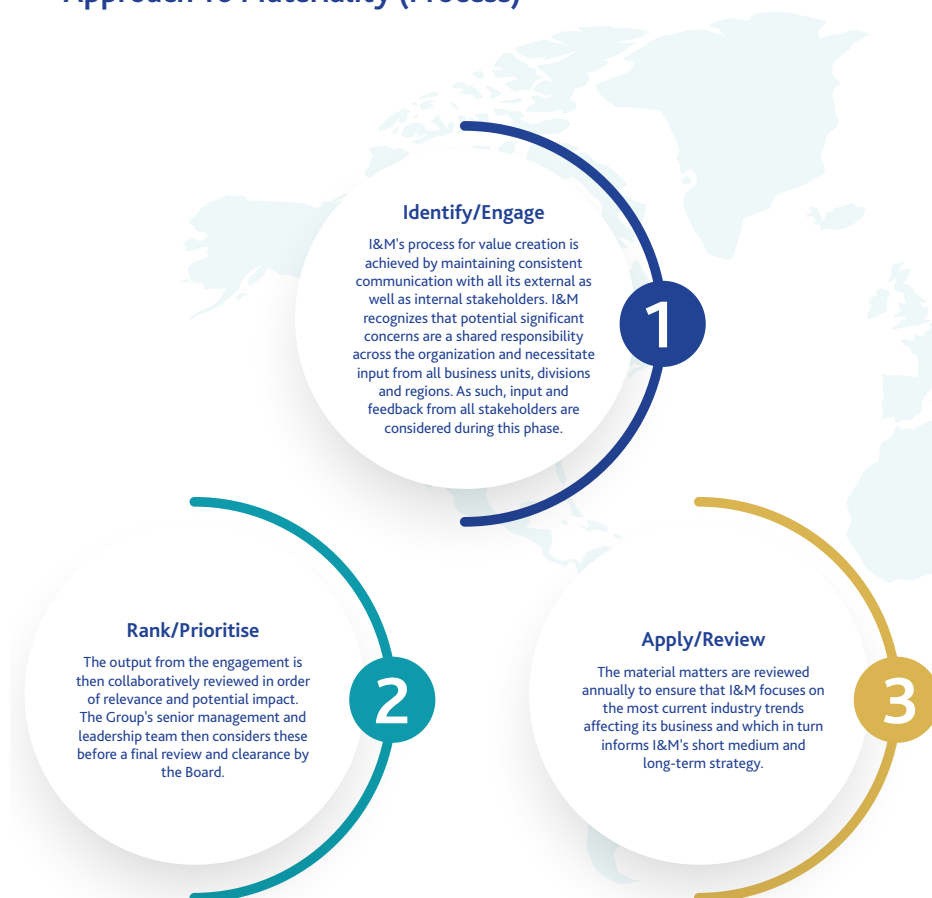 Approach To Materiality (Process)
Identify/Engage
I&M's process for value creation is
achieved by maintaining consistent
communication with all its external as
well as internal stakeholders. I&M
recognizes that potential significant
concerns are a shared responsibility
across the organization and necessitate
input from all business units, divisions
and regions. As such, input and
feedback from all stakeholders are
considered during this phase.
1
Rank/Prioritise
The output from the engagement is
then collaboratively reviewed in order
of relevance and potential impact.
The Group's senior management and
leadership team then considers these
before a final review and clearance by
the Board.
2
Apply/Review
The material matters are reviewed
annually to ensure that I&M focuses on
the most current industry trends
affecting its business and which in turn
informs I&M's short medium and
long-term strategy.
3